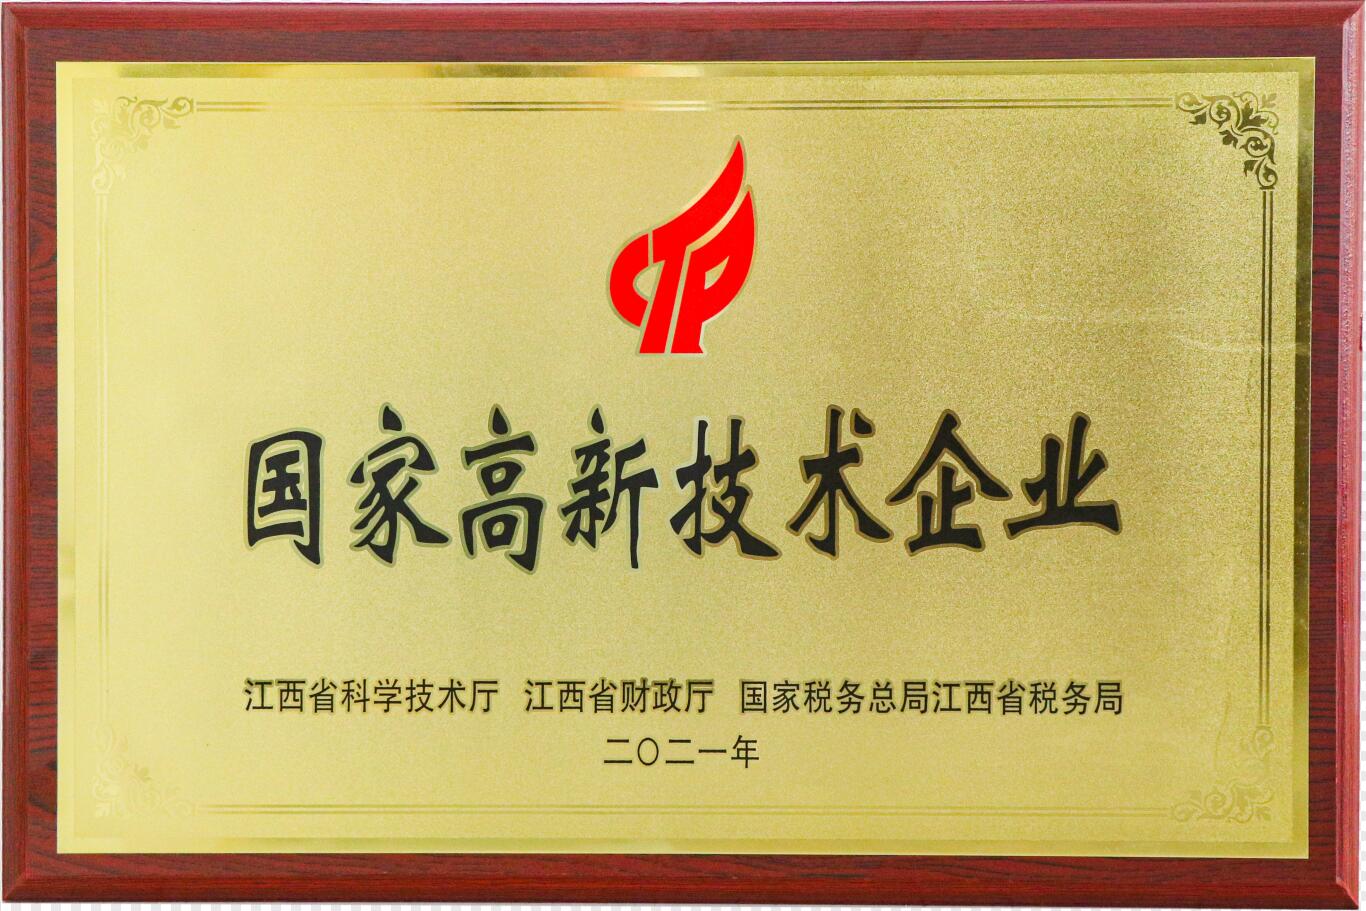 CTP
国家高新技术企业
江西省科学技术厅 江西省财政厅 国家税务总局江西省税务局
二〇二一年